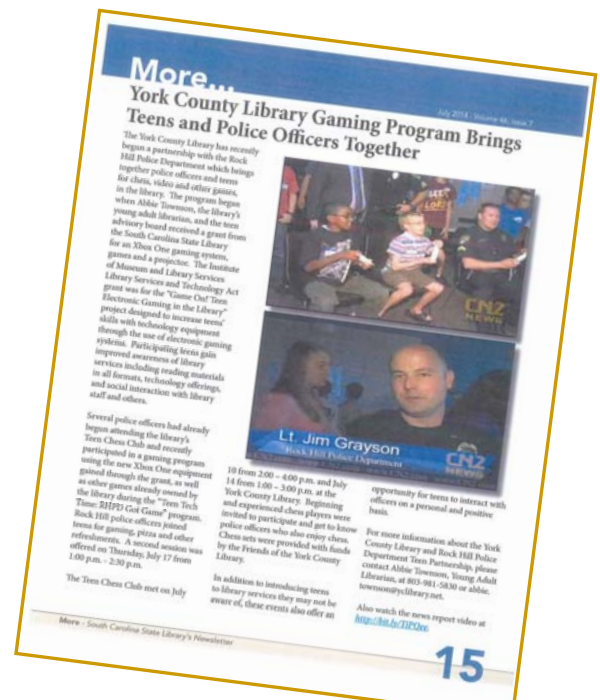 More...
July 2014 - Volume 46, Issue 7
York County Library Gaming Program Brings
Teens and Police Officers Together
The York County Library has recently
begun a partnership with the Rock
Hill Police Department which brings
together police officers and teens
for chess, video and other games,
in the library. The program began
when Abbie Townson, the library's
young adult librarian, and the teen
advisory board received a grant from
the South Carolina State Library
for an Xbox One gaming system,
games and a projector. The Institute
of Museum and Library Services
Library Services and Technology Act
grant was for the "Game On! Teen
Electronic Gaming in the Library"
project designed to increase teens'
skills with technology equipment
through the use of electronic gaming
systems. Participating teens gain
improved awareness of library
services including reading materials
in all formats, technology offerings,
and social interaction with library
staff and others.
Several police officers had already
begun attending the library's
Teen Chess Club and recently
participated in a gaming program
using the new Xbox One equipment
gained through the grant, as well
as other games already owned by
the library during the "Teen Tech
Time: RHPD Got Game" program.
Rock Hill police officers joined
teens for gaming, pizza and other
refreshments. A second session was
offered on Thursday, July 17 from
1:00 p.m. - 2:30 p.m.
The Teen Chess Club met on July
CN2
NEWS
Lt. Jim Grayson
Rock Hill Police Department
CN2
NEWS
10 from 2:00 – 4:00 p.m. and July
14 from 1:00 – 3:00 p.m. at the
York County Library. Beginning
and experienced chess players were
invited to participate and get to know
police officers who also enjoy chess.
Chess sets were provided with funds
by the Friends of the York County
Library.
In addition to introducing teens
to library services they may not be
aware of, these events also offer an
opportunity for teens to interact with
officers on a personal and positive
basis.
For more information about the York
County Library and Rock Hill Police
Department Teen Partnership, please
contact Abbie Townson, Young Adult
Librarian, at 803-981-5830 or abbie.
townson@yclibrary.net.
Also watch the news report video at
More - South Carolina State Library's Newsletter
15